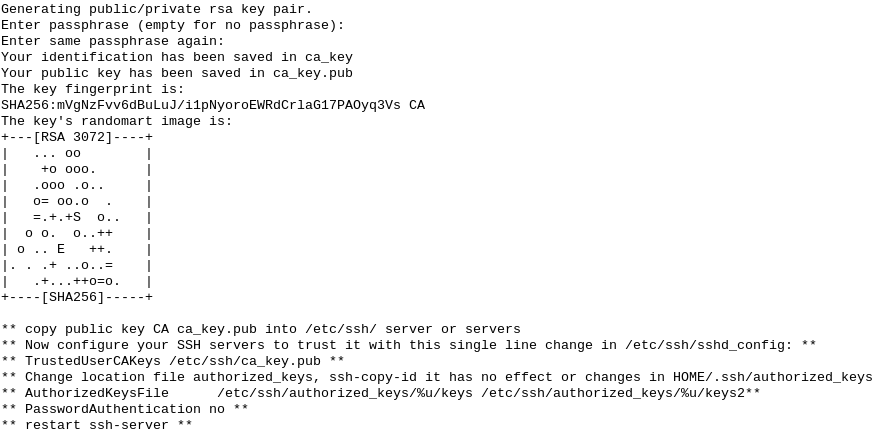 Generating public/private rsa key pair.
Enter passphrase (empty for no passphrase):
Enter same passphrase again:
Your identification has been saved in ca_key
Your public key has been saved in ca_key.pub
The key fingerprint is:
SHA256:mVgNzFvv6dBuLuJ/i1pNyoroEWRdCrlaG17PAOyq3Vs CA
The key's randomart image is:
+---[RSA 3072]----+
|   ... oo        |
|    +o ooo.      |
|   .ooo .o..     |
|   o= oo.o  .    |
|   =.+.+S  o..   |
|  o o.  o..++    |
| o .. E   ++.    |
|. . .+ ..o..=    |
|   .+...++o=o.   |
+----[SHA256]-----+

** copy public key CA ca_key.pub into /etc/ssh/ server or servers
** Now configure your SSH servers to trust it with this single line change in /etc/ssh/sshd_config: **
** TrustedUserCAKeys /etc/ssh/ca_key.pub **
** Change location file authorized_keys, ssh-copy-id it has no effect or changes in HOME/.ssh/authorized_keys
** AuthorizedKeysFile      /etc/ssh/authorized_keys/%u/keys /etc/ssh/authorized_keys/%u/keys2**
** PasswordAuthentication no **
** restart ssh-server **